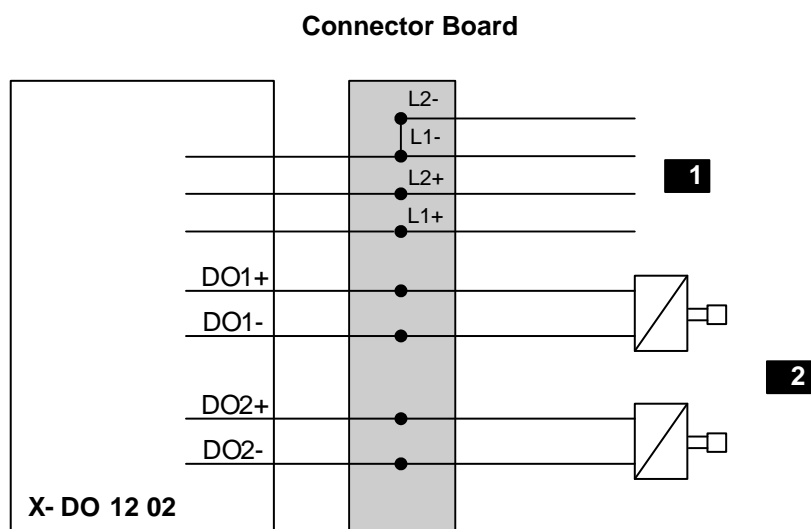 Connector Board
L2-
L1-
L2+
1
L1+
DO1+
DO1-
2
DO2+
DO2-
X- DO 12 02